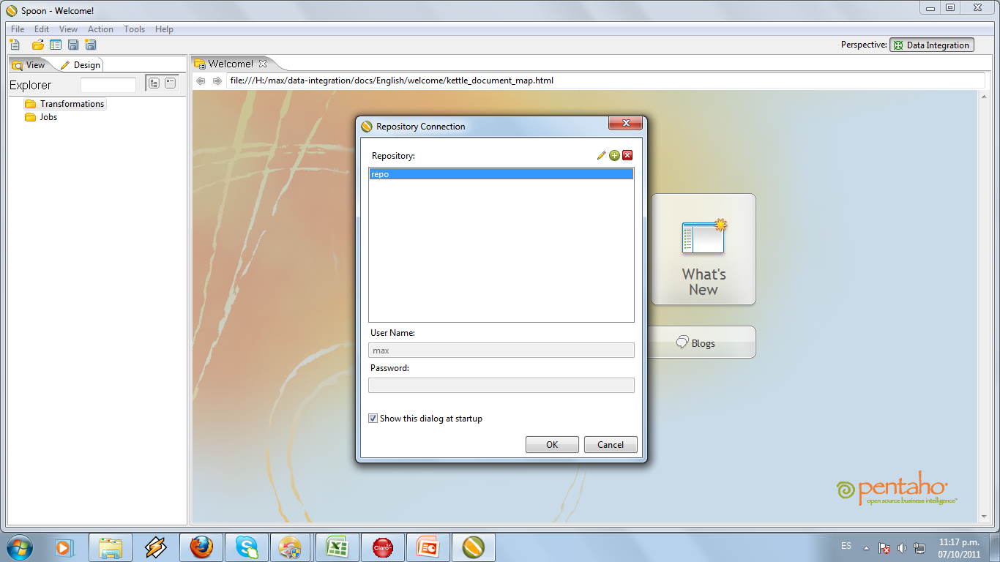 Spoon - Welcome!
File Edit View Action Tools Help
Perspective: Data Integration
View Design
Welcome!
Explorer
file:///H:/max/data-integration/docs/English/welcome/kettle_document_map.html
Transformations
Jobs
Repository Connection
Repository:
repo
User Name:
max
Password:
Show this dialog at startup
OK Cancel
What's
New
Blogs
pentaho
open source business intelligence™
Claro
ES
11:17 p.m.
07/10/2011